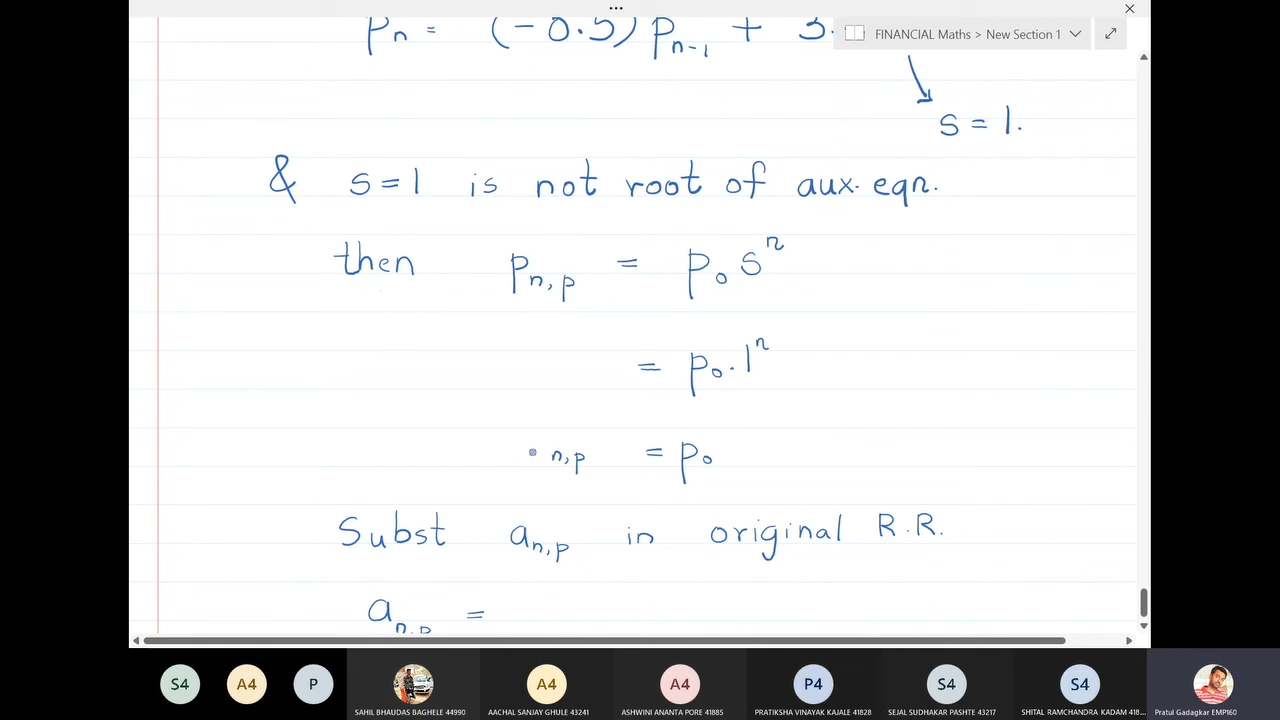 FINANCIAL Maths > New Section 1
pn = (-0.5) pn-1 + 3.
s = 1.
& s=1 is not root of aux. eqn.
then pn,p = p0 s^n
= p0 . 1^n
n,p = p0
Subst an,p in original R.R.
an,p =
S4 A4 P A4 A4 P4 S4 S4
SAHIL BHAUDAS BAGHELE 44990 AACHAL SANJAY GHULE 43241 ASHWINI ANANTA PORE 41885 PRATIKSHA VINAYAK KAJALE 41828 SEJAL SUDHAKAR PASHTE 43217 SHITAL RAMCHANDRA KADAM 418... Pratul Gadagkar EMP160